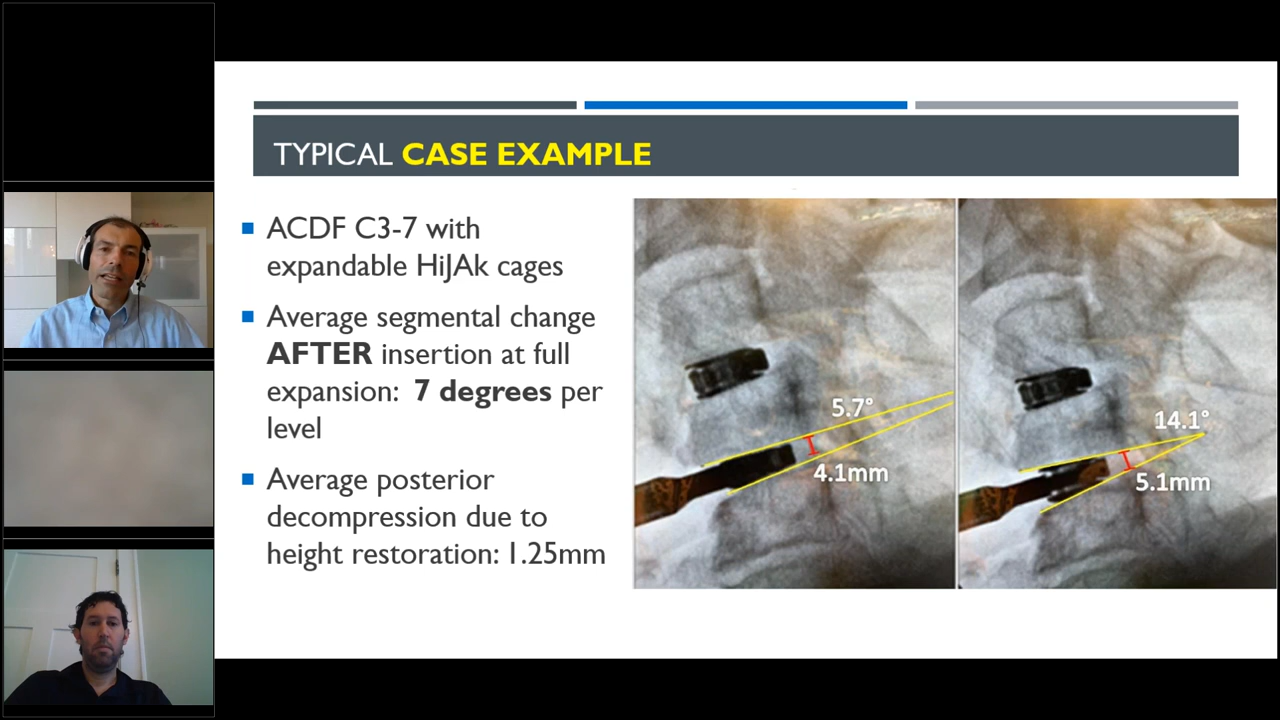 TYPICAL CASE EXAMPLE
ACDF C3-7 with
expandable HiJAk cages
Average segmental change
AFTER insertion at full
expansion: 7 degrees per
level
Average posterior
decompression due to
height restoration: 1.25mm
5.7°
4.1mm
14.1°
5.1mm